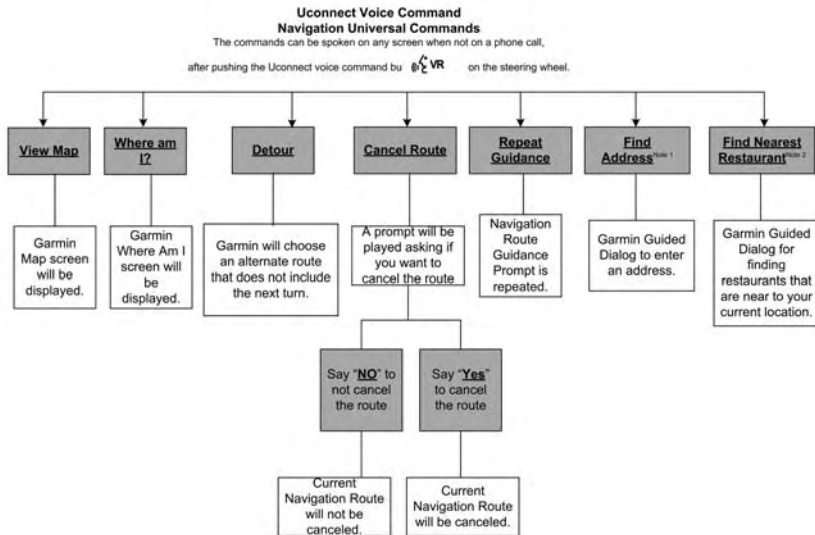 Uconnect Voice Command
Navigation Universal Commands
The commands can be spoken on any screen when not on a phone call,
after pushing the Uconnect voice command bu VR on the steering wheel.
View Map
Where am
I?
Detour
Cancel Route
Repeat
Guidance
Find
Address Note 1
Find Nearest
Restaurant Note 2
Garmin
Map screen
will be
displayed.
Garmin
Where Am I
screen will
be
displayed.
Garmin will choose
an alternate route
that does not include
the next turn.
A prompt will be
played asking if
you want to
cancel the route
Navigation
Route
Guidance
Prompt is
repeated.
Garmin Guided
Dialog to enter
an address.
Garmin Guided
Dialog for
finding
restaurants that
are near to your
current location.
Say “NO” to
not cancel
the route
Say “Yes”
to cancel
the route
Current
Navigation Route
will not be
canceled.
Current
Navigation Route
will be canceled.